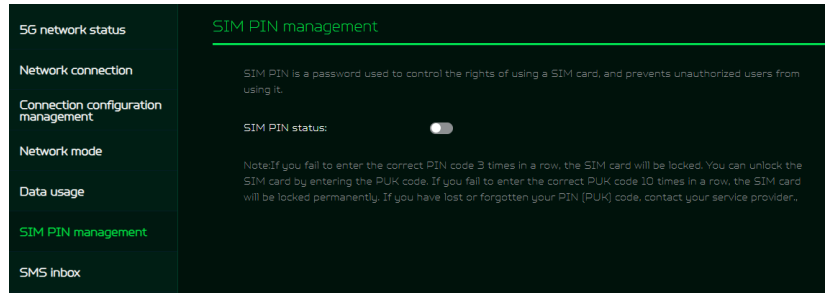 5G network status
Network connection
Connection configuration
management
Network mode
Data usage
SIM PIN management
SMS inbox
SIM PIN management
SIM PIN is a password used to control the rights of using a SIM card, and prevents unauthorized users from
using it.
SIM PIN status:
Note:If you fail to enter the correct PIN code 3 times in a row, the SIM card will be locked. You can unlock the
SIM card by entering the PUK code. If you fail to enter the correct PUK code 10 times in a row, the SIM card
will be locked permanently. If you have lost or forgotten your PIN (PUK) code, contact your service provider..